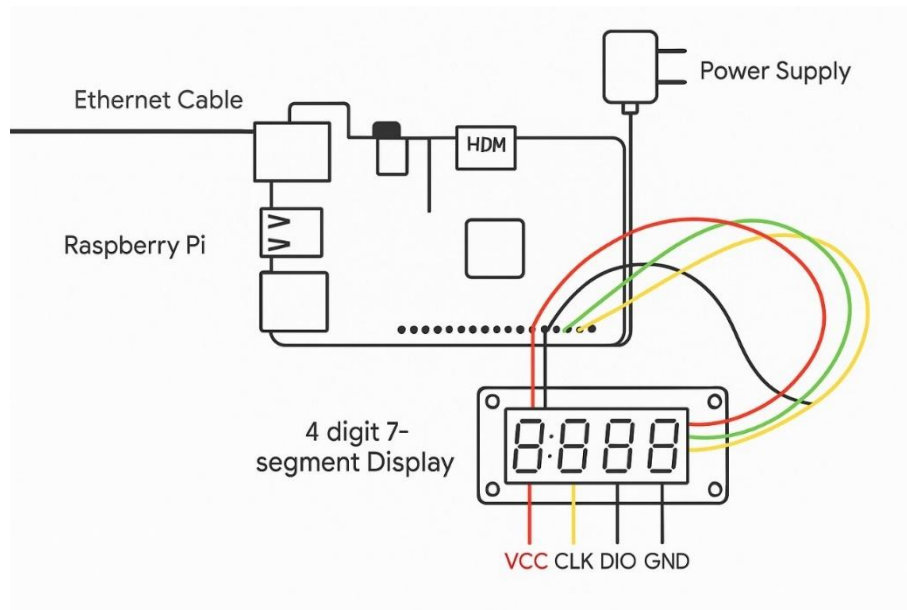 Ethernet Cable
Power Supply
HDM
Raspberry Pi
4 digit 7-
segment Display
VCC CLK DIO GND